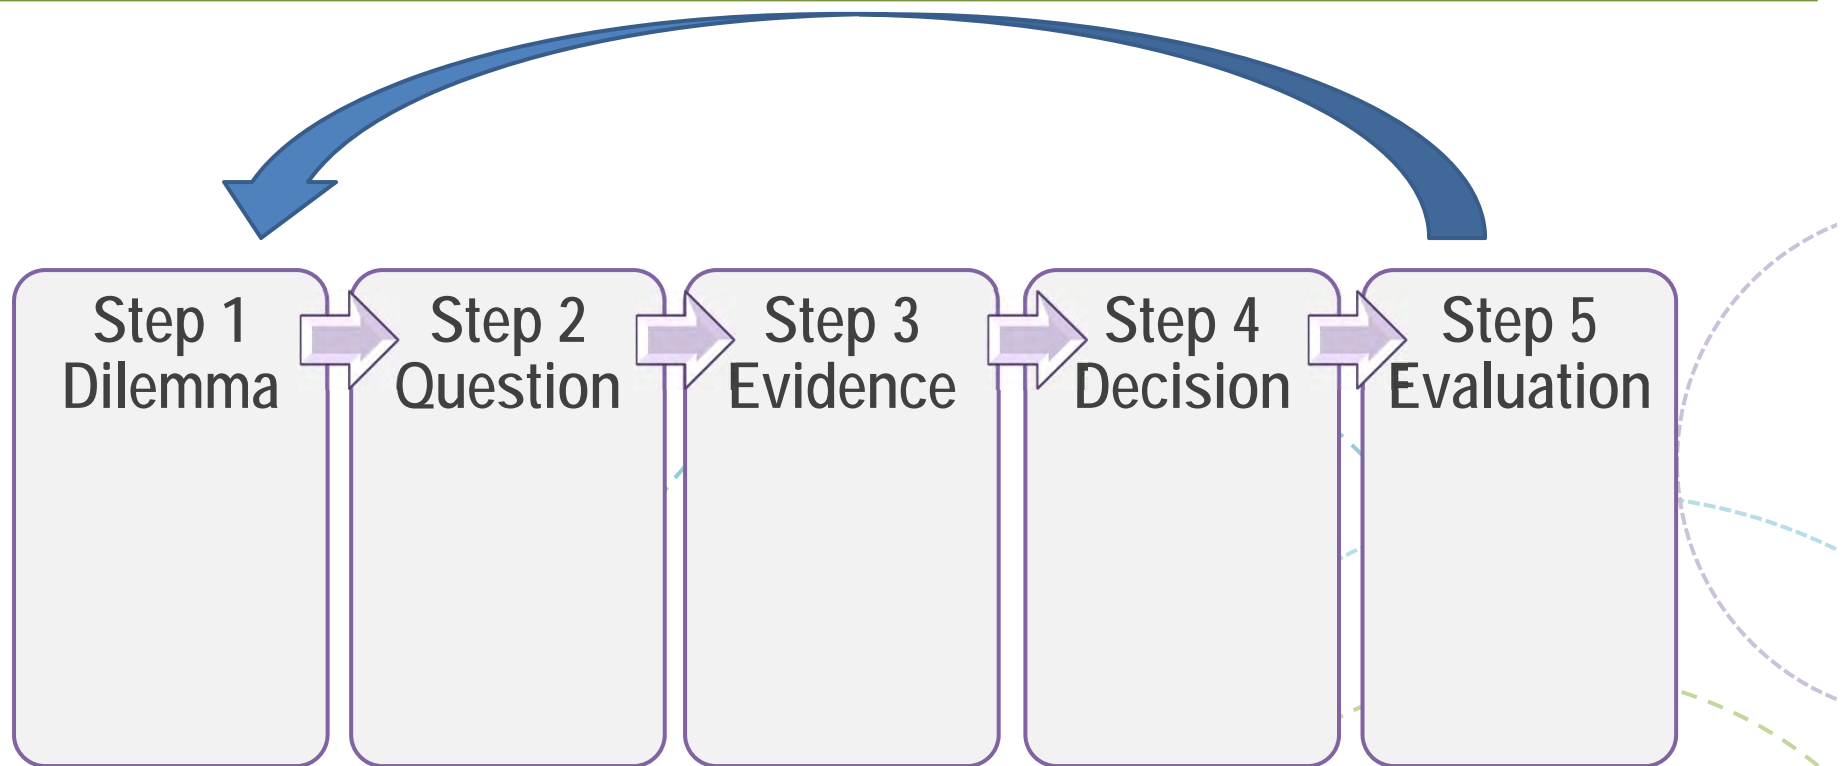 Step 1
Dilemma
Step 2
Question
Step 3
Evidence
Step 4
Decision
Step 5
Evaluation